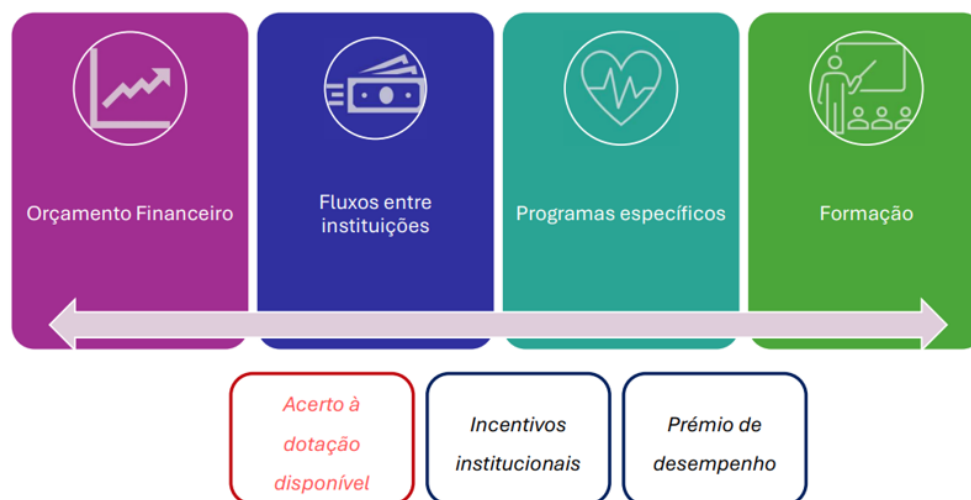 Orçamento Financeiro
Fluxos entre
instituições
Programas específicos
Formação
Acerto à
dotação
disponível
Incentivos
institucionais
Prémio de
desempenho